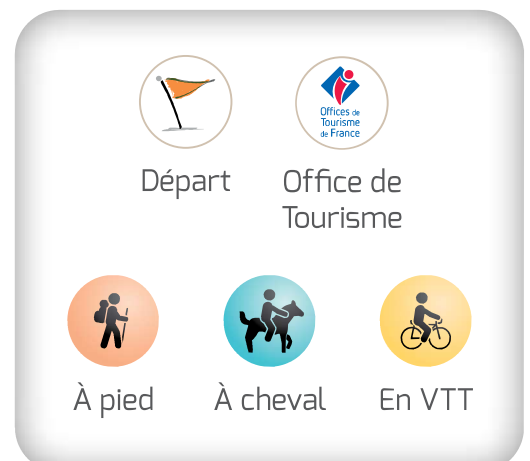 Offices de
Tourisme
de France
Départ
Office de
Tourisme
À pied
À cheval
En VTT